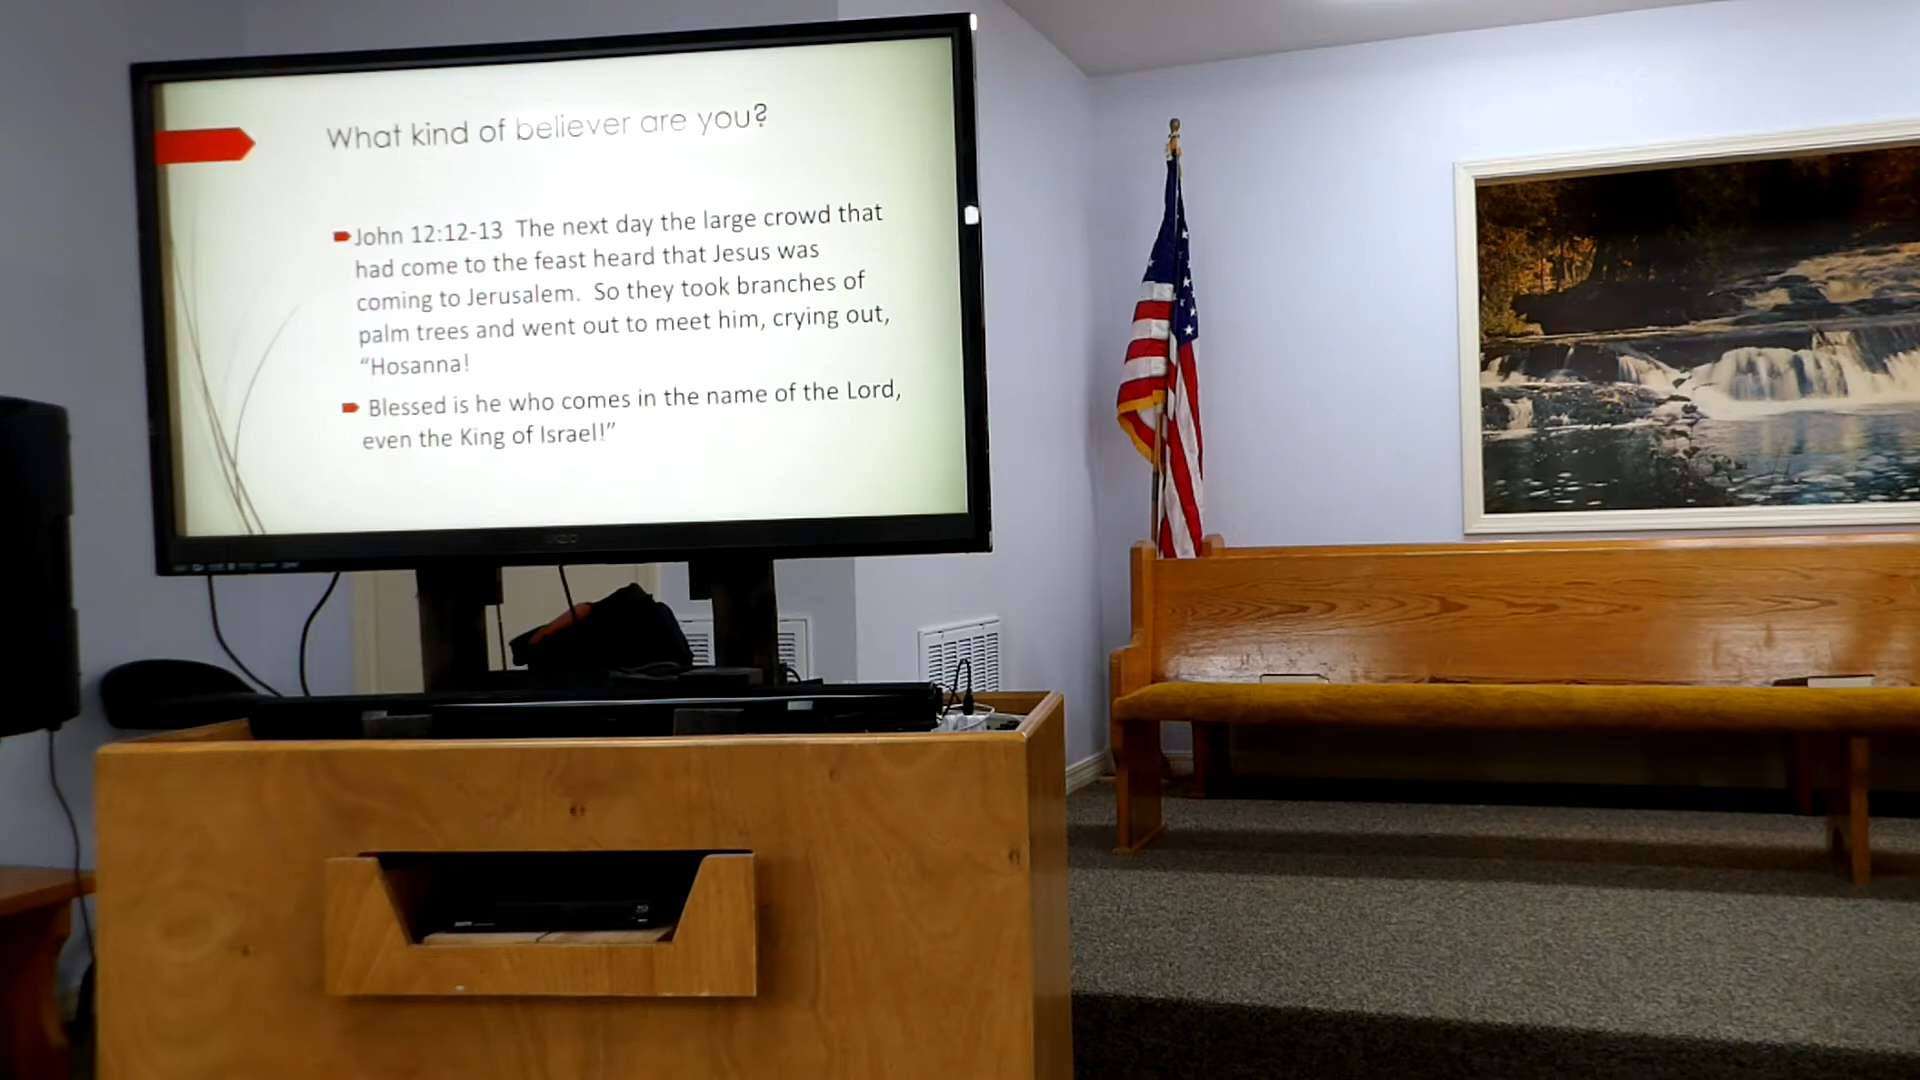 What kind of believer are you?
John 12:12-13 The next day the large crowd that
had come to the feast heard that Jesus was
coming to Jerusalem. So they took branches of
palm trees and went out to meet him, crying out,
“Hosanna!
Blessed is he who comes in the name of the Lord,
even the King of Israel!”